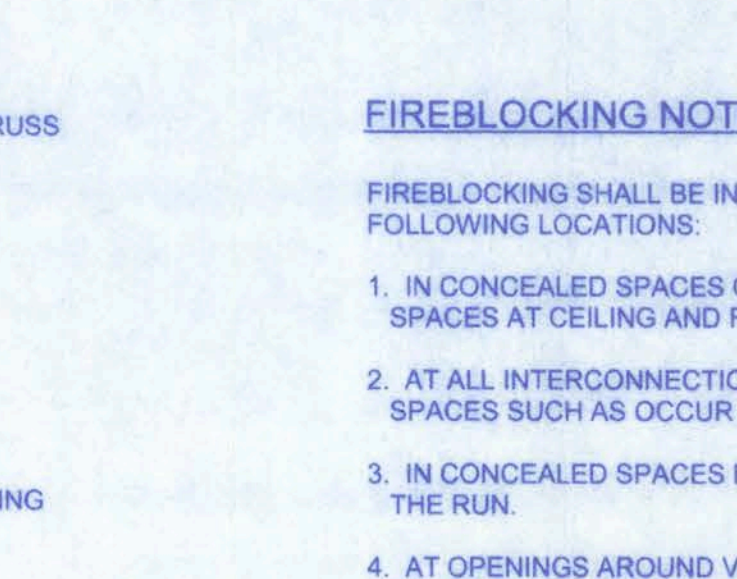 RUSS
FIREBLOCKING NOT
FIREBLOCKING SHALL BE IN
FOLLOWING LOCATIONS:
1. IN CONCEALED SPACES
SPACES AT CEILING AND F
2. AT ALL INTERCONNECTIO
SPACES SUCH AS OCCUR
3. IN CONCEALED SPACES
ING
THE RUN.
4. AT OPENINGS AROUND V